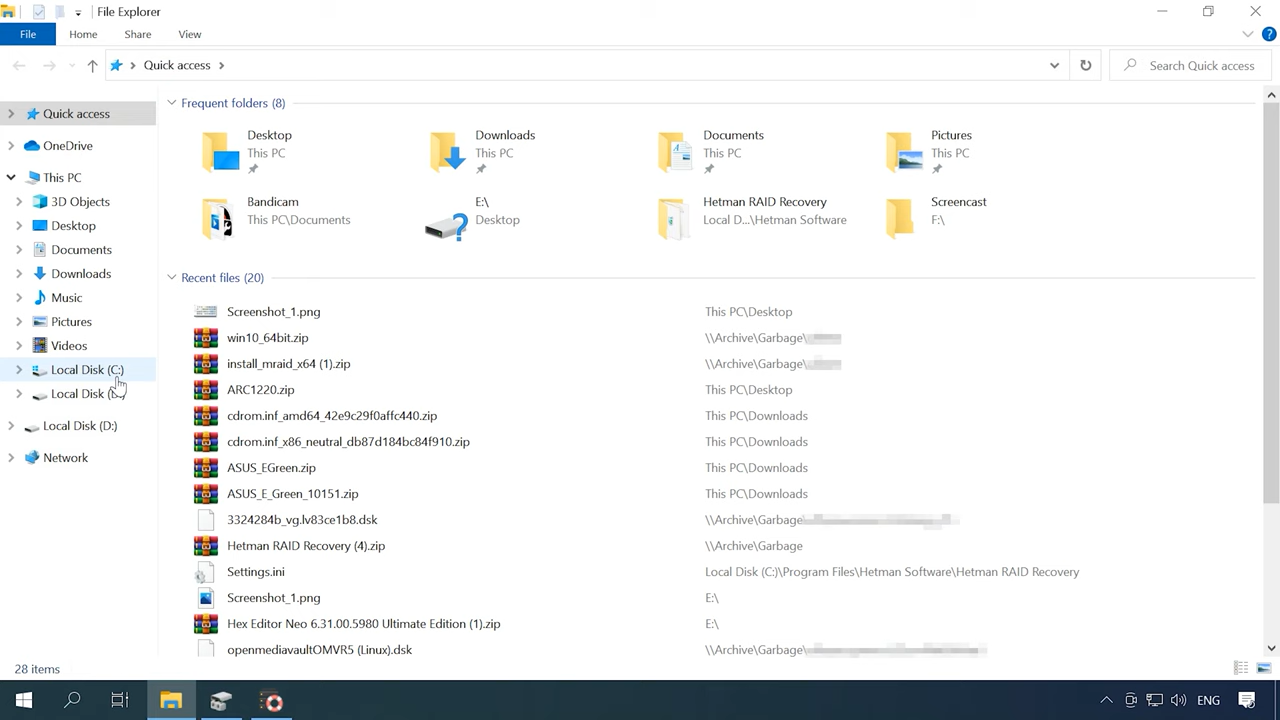 File Explorer
File Home Share View
Quick access
Search Quick access
Quick access
OneDrive
This PC
3D Objects
Desktop
Documents
Downloads
Music
Pictures
Videos
Local Disk (C:)
Local Disk
Local Disk (D:)
Network
Frequent folders (8)
Desktop
This PC
Downloads
This PC
Documents
This PC
Pictures
This PC
Bandicam
This PC\Documents
E:\
Desktop
Hetman RAID Recovery
Local D...\Hetman Software
Screencast
F:\
Recent files (20)
Screenshot_1.png This PC\Desktop
win10_64bit.zip \\Archive\Garbage\
install_mraid_x64 (1).zip \\Archive\Garbage\
ARC1220.zip This PC\Desktop
cdrom.inf_amd64_42e9c29f0affc440.zip This PC\Downloads
cdrom.inf_x86_neutral_db87d184bc84f910.zip This PC\Downloads
ASUS_EGreen.zip This PC\Downloads
ASUS_E_Green_10151.zip This PC\Downloads
3324284b_vg.lv83ce1b8.dsk \\Archive\Garbage
Hetman RAID Recovery (4).zip \\Archive\Garbage
Settings.ini Local Disk (C:)\Program Files\Hetman Software\Hetman RAID Recovery
Screenshot_1.png E:\
Hex Editor Neo 6.31.00.5980 Ultimate Edition (1).zip E:\
openmediavaultOMVR5 (Linux).dsk \\Archive\Garbage\
28 items
ENG